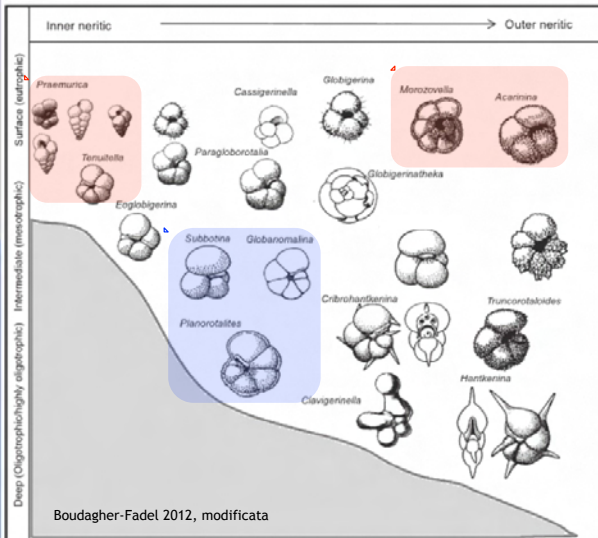 Inner neritic
Outer neritic
Surface (eutrophic)
Intermediate (mesotrophic)
Deep (Oligotrophic/highly oligotrophic)
Praemurica
Tenuitella
Cassigerinella
Globigerina
Morozovella
Acarinina
Paragloborotalia
Globigerinatheka
Eoglobigerina
Subbotina
Globanomalina
Planorotalites
Cribrohantkenina
Truncorotaloides
Clavigerinella
Hantkenina
Boudagher-Fadel 2012, modificata